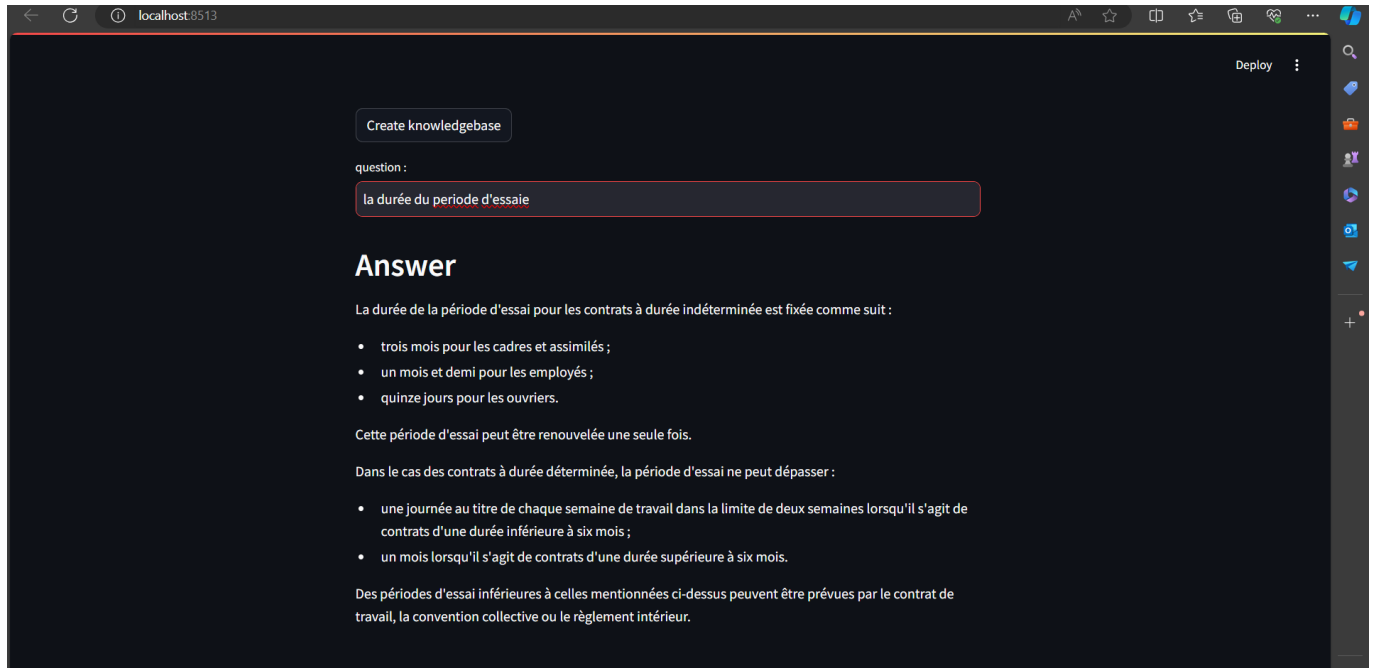 localhost:8513
Deploy
Create knowledgebase
question :
la durée du periode d'essaie
Answer
La durée de la période d'essai pour les contrats à durée indéterminée est fixée comme suit :
• trois mois pour les cadres et assimilés ;
• un mois et demi pour les employés ;
• quinze jours pour les ouvriers.
Cette période d'essai peut être renouvelée une seule fois.
Dans le cas des contrats à durée déterminée, la période d'essai ne peut dépasser :
• une journée au titre de chaque semaine de travail dans la limite de deux semaines lorsqu'il s'agit de
contrats d'une durée inférieure à six mois ;
• un mois lorsqu'il s'agit de contrats d'une durée supérieure à six mois.
Des périodes d'essai inférieures à celles mentionnées ci-dessus peuvent être prévues par le contrat de
travail, la convention collective ou le règlement intérieur.